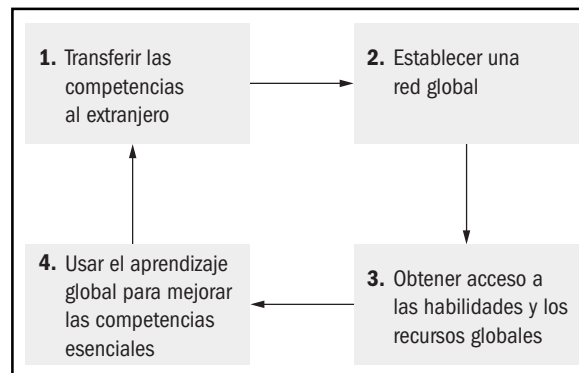 1. Transferir las
competencias
al extranjero
2. Establecer una
red global
3. Obtener acceso a
las habilidades y los
recursos globales
4. Usar el aprendizaje
global para mejorar
las competencias
esenciales